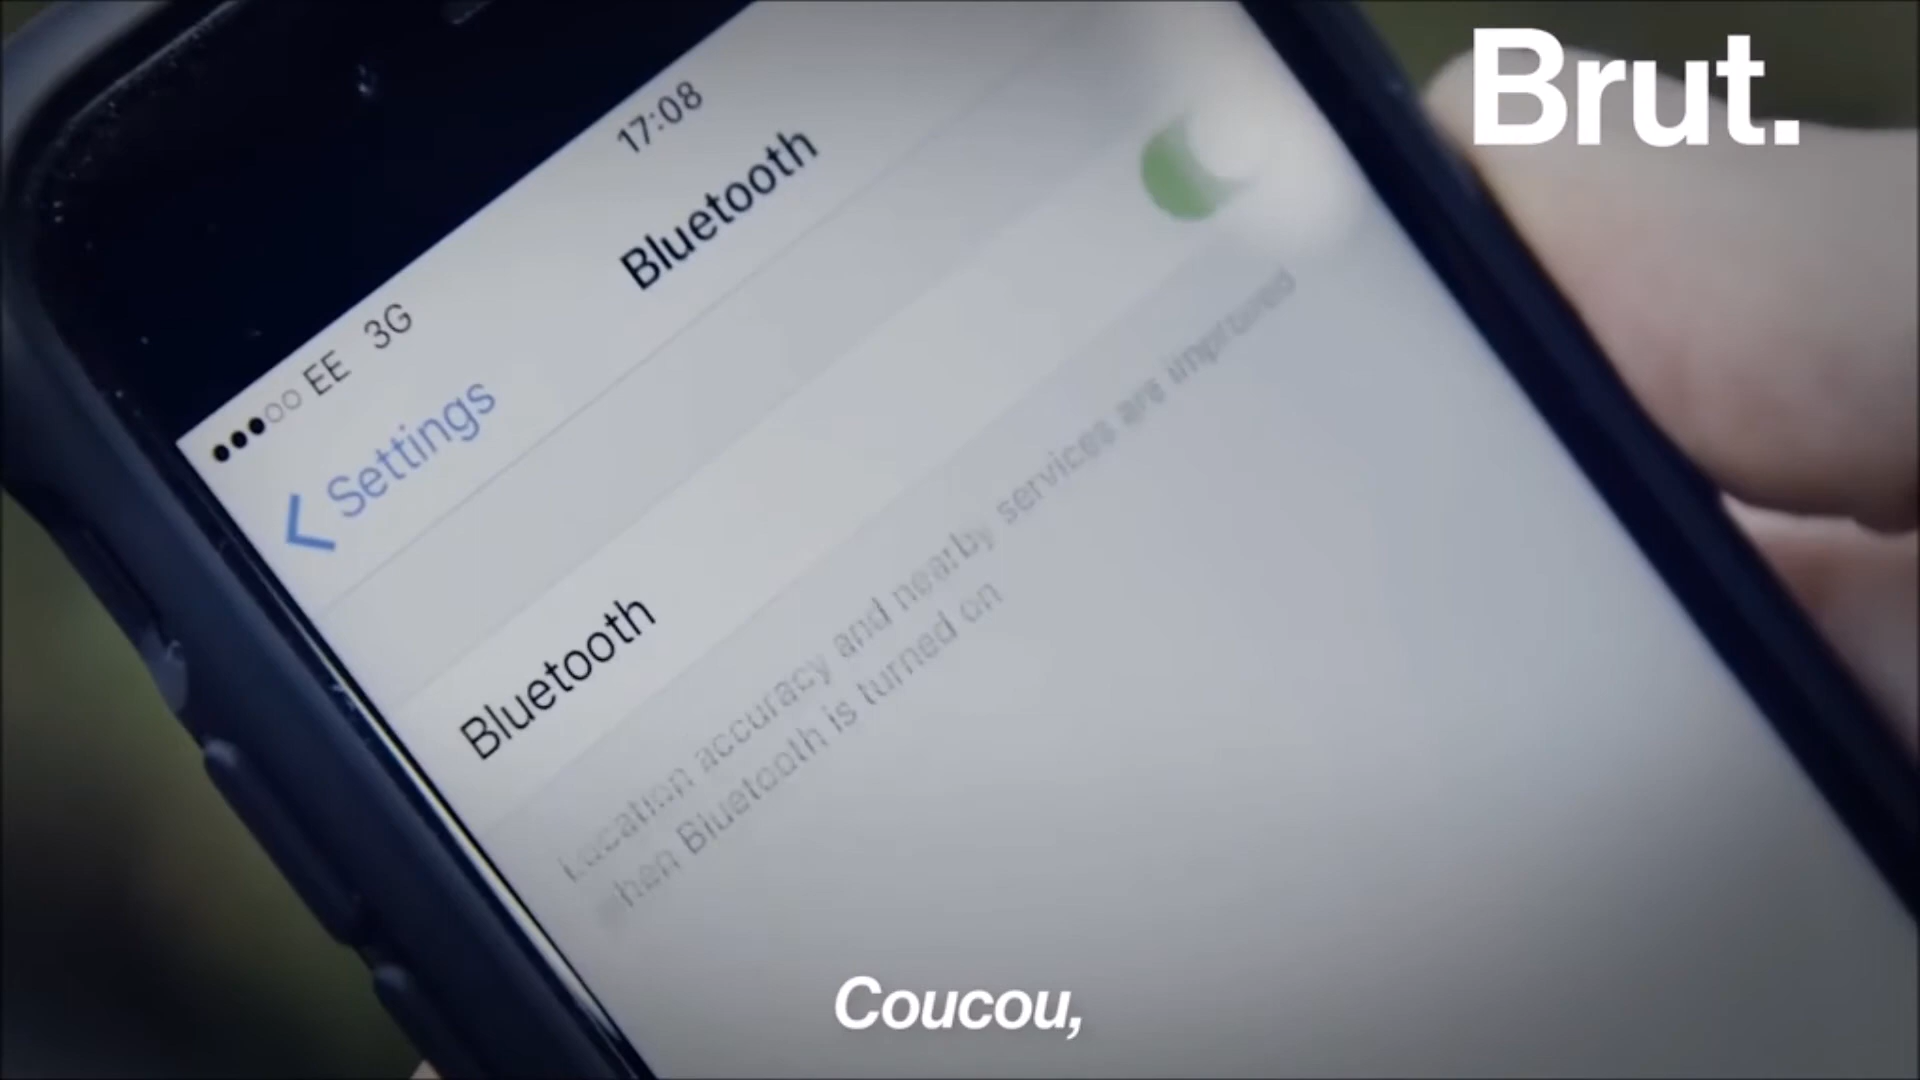 Brut.
●●●○○ EE 3G 17:08
Settings
Bluetooth
Bluetooth
Location accuracy and nearby services are improved
when Bluetooth is turned on
Coucou,